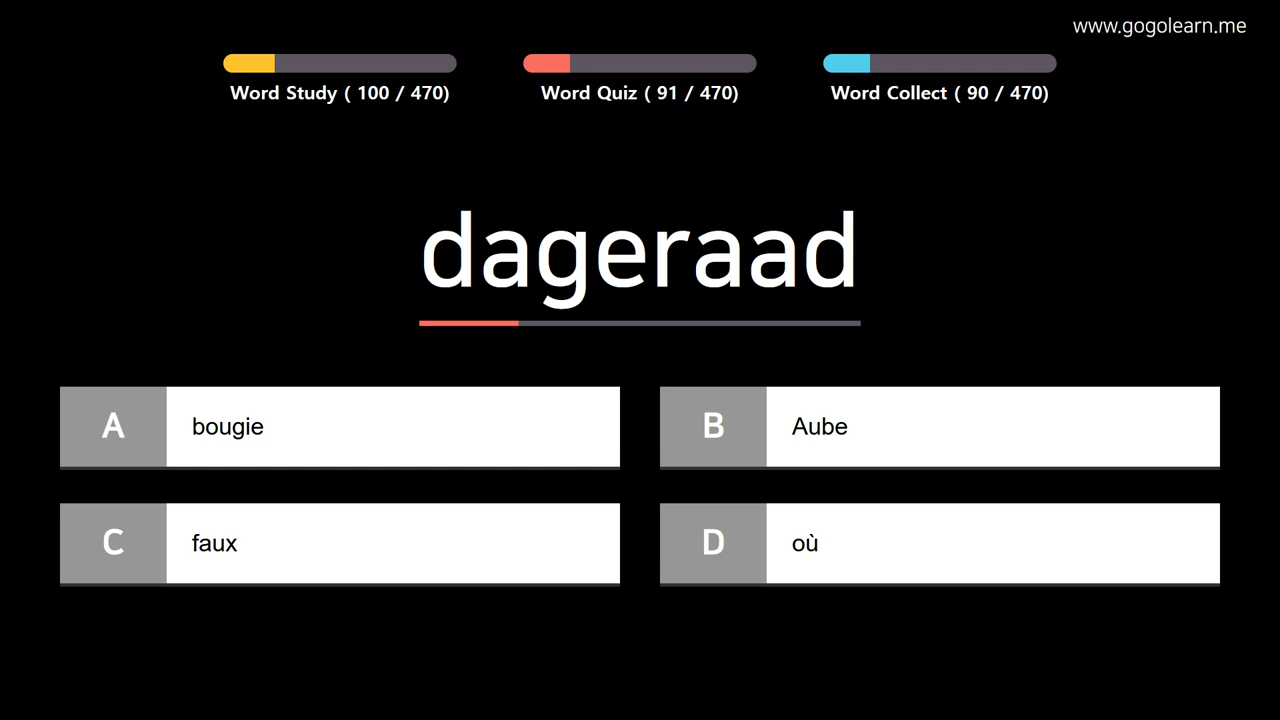 www.gogolearn.me
Word Study ( 100 / 470)
Word Quiz ( 91 / 470)
Word Collect ( 90 / 470)
dageraad
A bougie
B Aube
C faux
D où